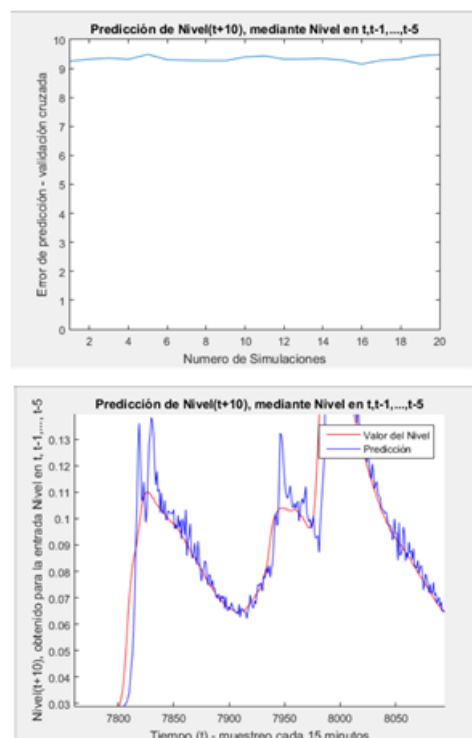 Predicción de Nivel(t+10), mediante Nivel en t,t-1,...,t-5
Error de predicción - validación cruzada
10
9
8
7
6
5
4
3
2
1
0
2 4 6 8 10 12 14 16 18 20
Numero de Simulaciones
Predicción de Nivel(t+10), mediante Nivel en t,t-1,...,t-5
Nivel(t+10), obtenido para la entrada Nivel en t, t-1,..., t-5
Valor del Nivel
Predicción
0.13
0.12
0.11
0.1
0.09
0.08
0.07
0.06
0.05
0.04
0.03
7800 7850 7900 7950 8000 8050
Tiempo (t) - muestreo cada 15 minutos